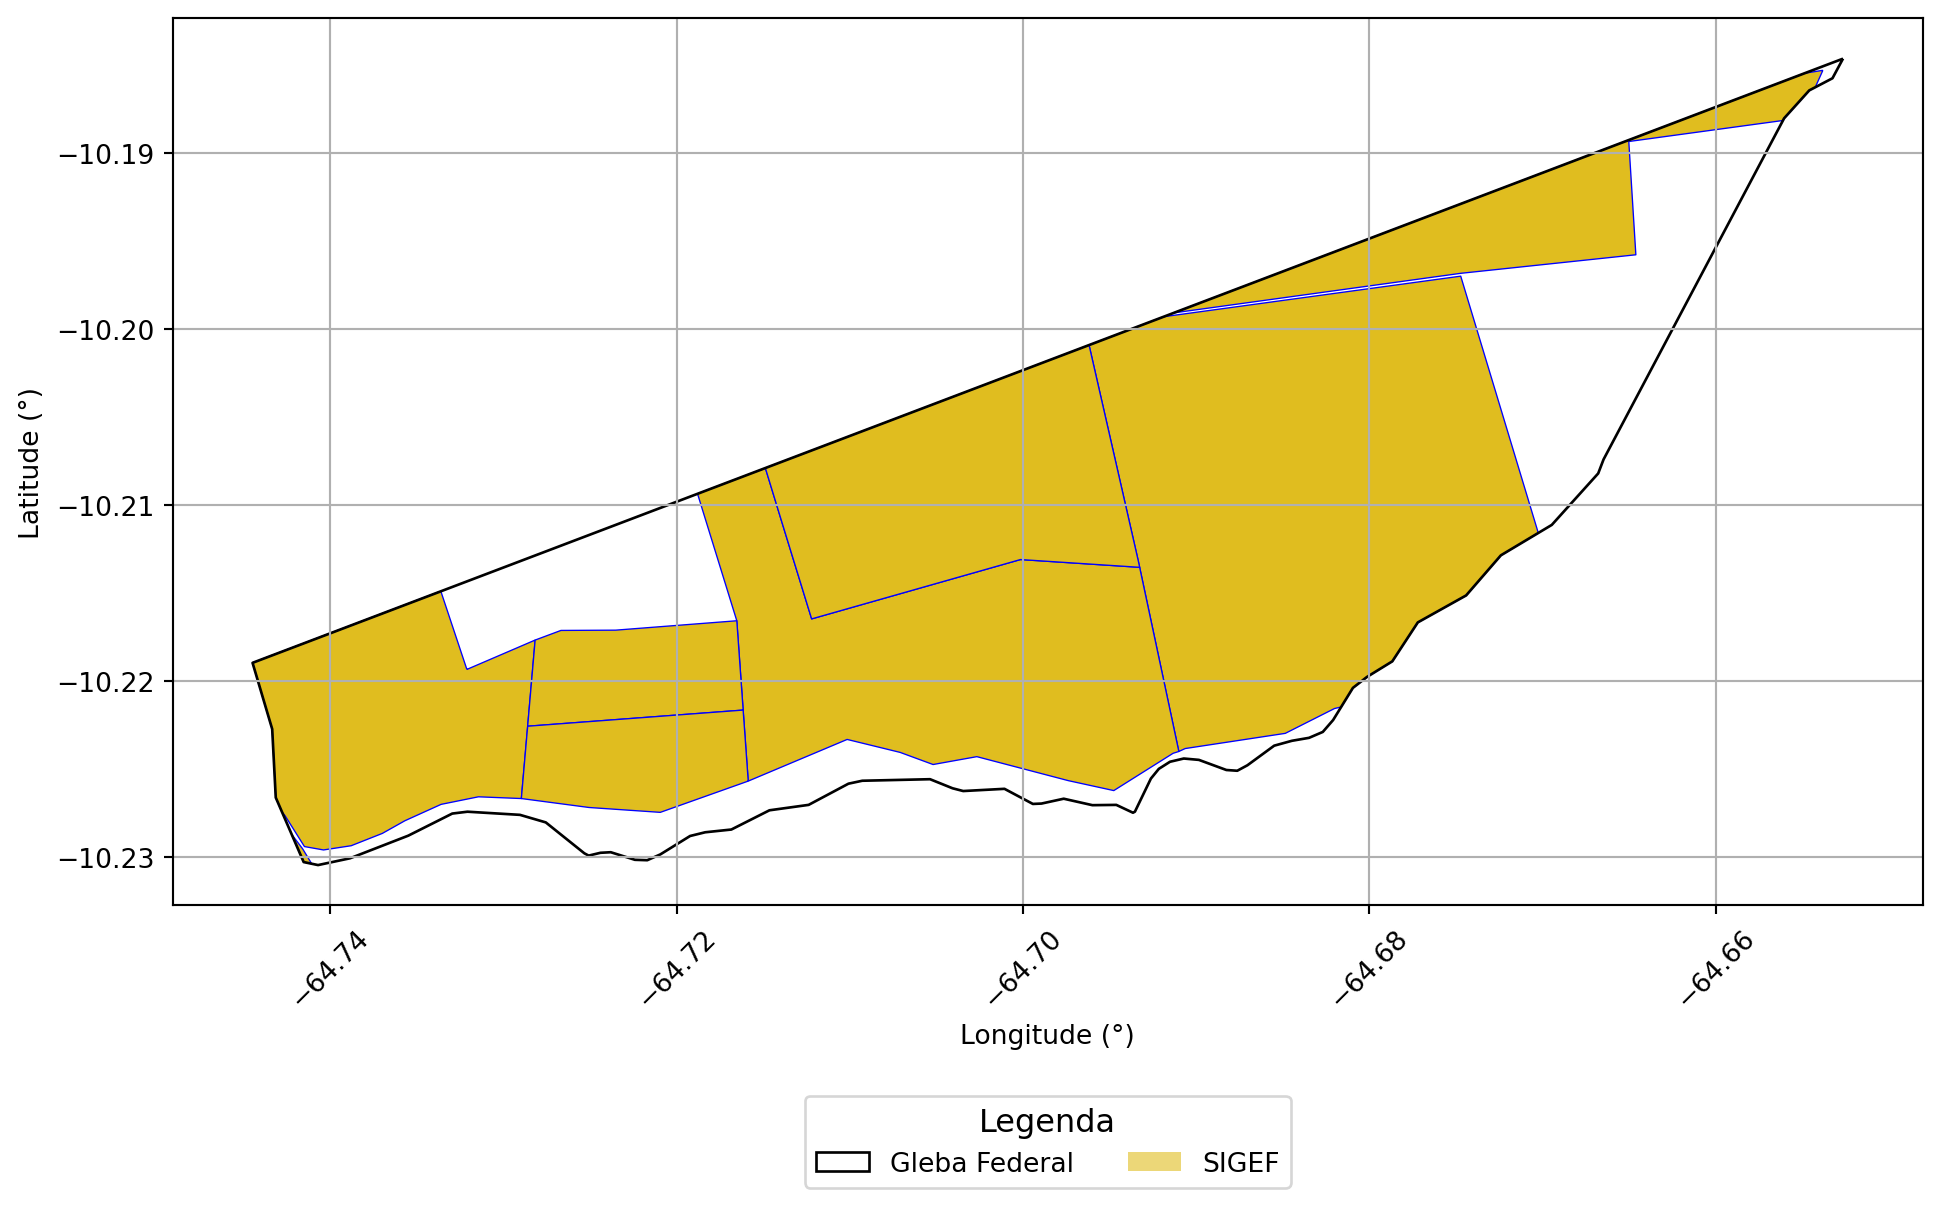 −10.19
−10.20
−10.21
−10.22
−10.23
Latitude (°)
−64.74
−64.72
−64.70
−64.68
−64.66
Longitude (°)
Legenda
Gleba Federal
SIGEF